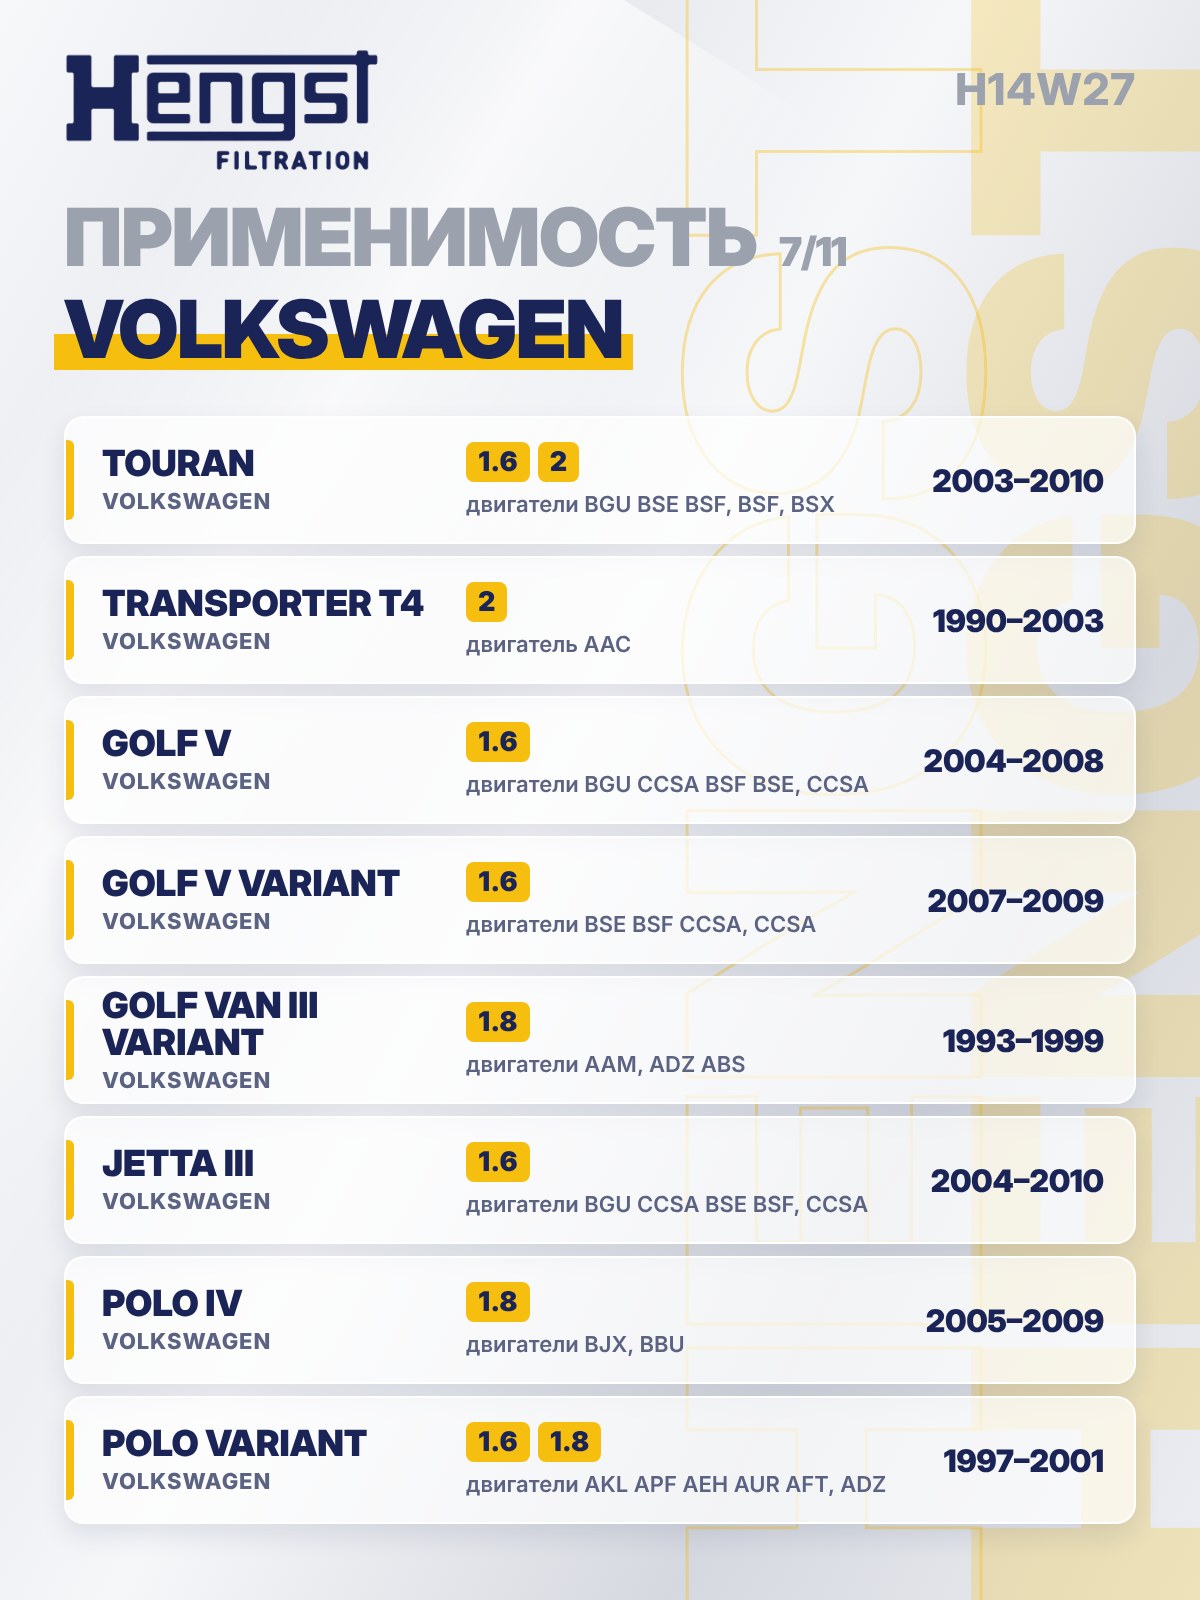 Hengst
FILTRATION
H14W27
ПРИМЕНИМОСТЬ 7/11
VOLKSWAGEN
TOURAN
VOLKSWAGEN
1.6 2
двигатели BGU BSE BSF, BSF, BSX
2003–2010
TRANSPORTER T4
VOLKSWAGEN
2
двигатель AAC
1990–2003
GOLF V
VOLKSWAGEN
1.6
двигатели BGU CCSA BSF BSE, CCSA
2004–2008
GOLF V VARIANT
VOLKSWAGEN
1.6
двигатели BSE BSF CCSA, CCSA
2007–2009
GOLF VAN III
VARIANT
VOLKSWAGEN
1.8
двигатели AAM, ADZ ABS
1993–1999
JETTA III
VOLKSWAGEN
1.6
двигатели BGU CCSA BSE BSF, CCSA
2004–2010
POLO IV
VOLKSWAGEN
1.8
двигатели BJX, BBU
2005–2009
POLO VARIANT
VOLKSWAGEN
1.6 1.8
двигатели AKL APF AEH AUR AFT, ADZ
1997–2001
HENGST
HENGST